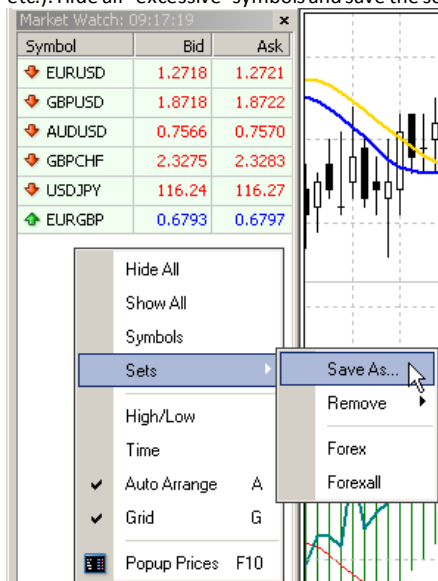 etc.). Hide all "excessive" symbols and save the se
Market Watch: 09:17:19
Symbol Bid Ask
EURUSD 1.2718 1.2721
GBPUSD 1.8718 1.8722
AUDUSD 0.7566 0.7570
GBPCHF 2.3275 2.3283
USDJPY 116.24 116.27
EURGBP 0.6793 0.6797
Hide All
Show All
Symbols
Sets
Save As...
Remove
Forex
Forexall
High/Low
Time
Auto Arrange A
Grid G
Popup Prices F10